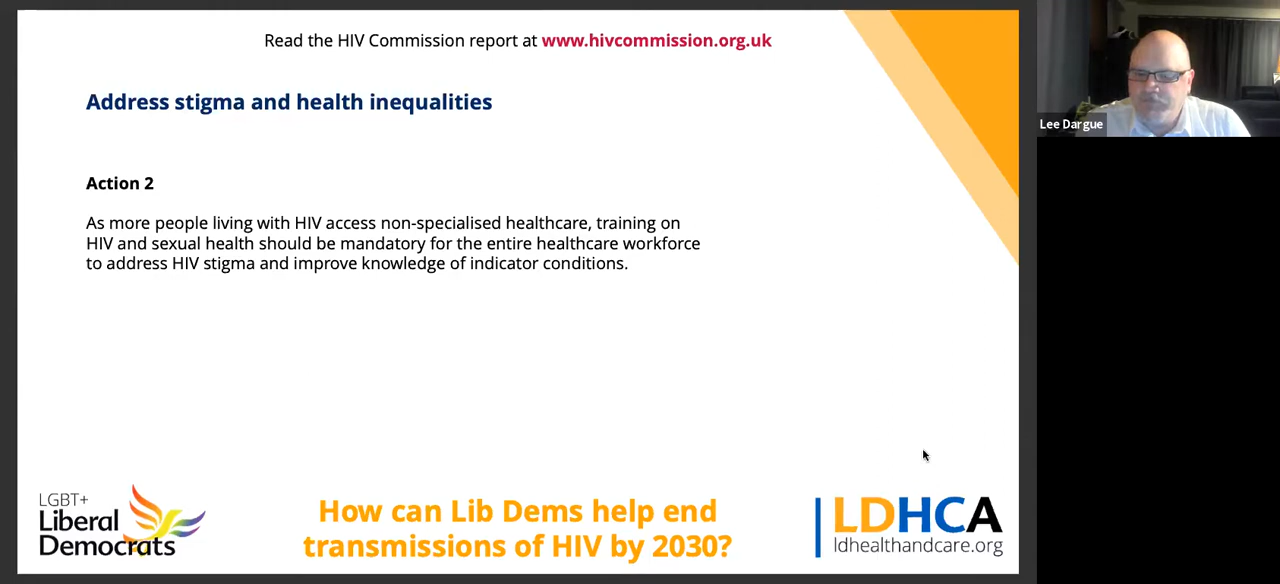 Read the HIV Commission report at www.hivcommission.org.uk
Address stigma and health inequalities
Action 2
As more people living with HIV access non-specialised healthcare, training on
HIV and sexual health should be mandatory for the entire healthcare workforce
to address HIV stigma and improve knowledge of indicator conditions.
LGBT+
Liberal
Democrats
How can Lib Dems help end
transmissions of HIV by 2030?
LDHCA
ldhealthandcare.org
Lee Dargue